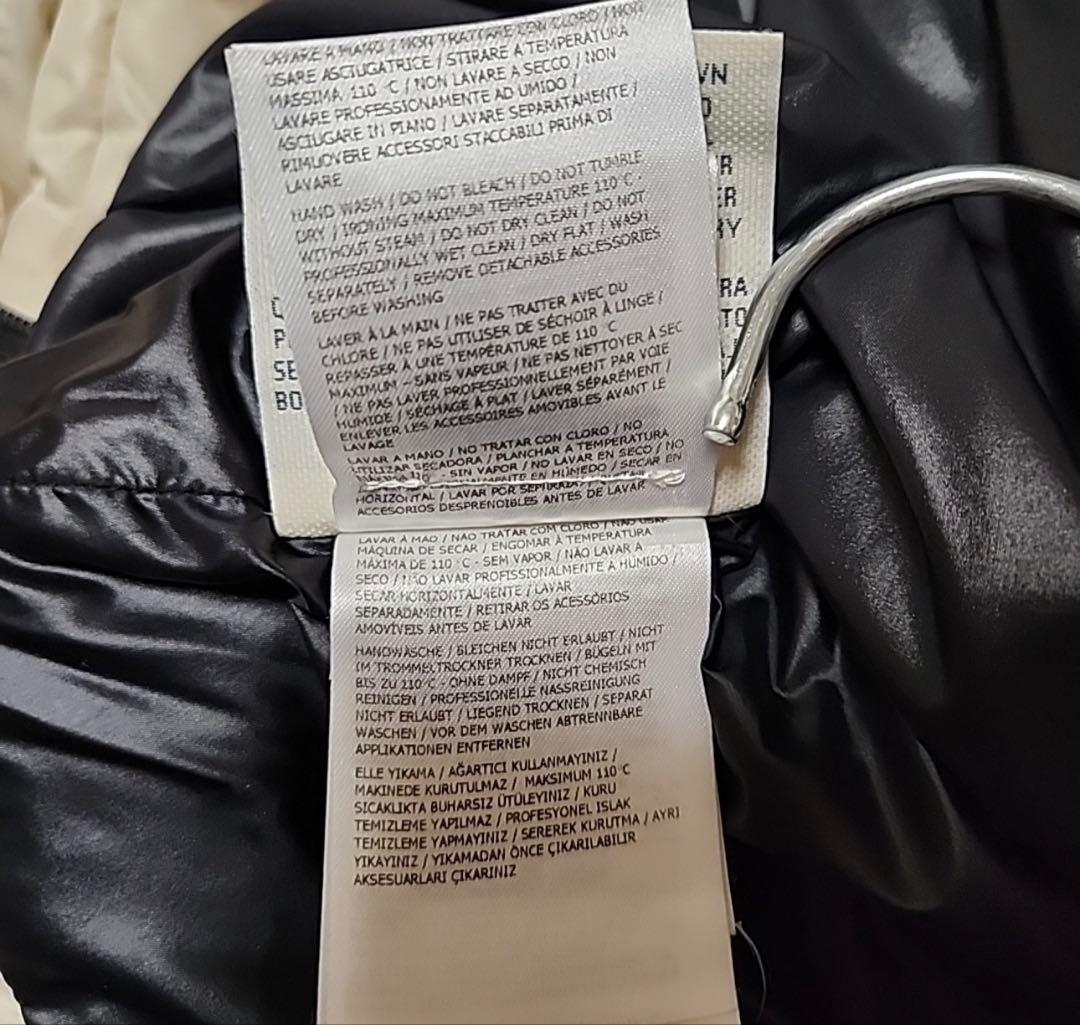 LAVARE A MANO / NON TRATTARE CON CLORO / NON
USARE ASCIUGATRICE / STIRARE A TEMPERATURA
MASSIMA 110 °C / NON LAVARE A SECCO / NON
LAVARE PROFESSIONAMENTE AD UMIDO /
ASCIUGARE IN PIANO / LAVARE SEPARATAMENTE /
RIMUOVERE ACCESSORI STACCABILI PRIMA DI
LAVARE
HAND WASH / DO NOT BLEACH / DO NOT TUMBLE
DRY / IRONING MAXIMUM TEMPERATURE 110°C -
WITHOUT STEAM / DO NOT DRY CLEAN / DO NOT
PROFESSIONALLY WET CLEAN / DRY FLAT / WASH
SEPARATELY / REMOVE DETACHABLE ACCESSORIES
BEFORE WASHING
LAVER À LA MAIN / NE PAS TRAITER AVEC DU
CHLORE / NE PAS UTILISER DE SÉCHOIR À LINGE /
REPASSER À UNE TEMPÉRATURE DE 110 °C
MAXIMUM - SANS VAPEUR / NE PAS NETTOYER À SEC
/ NE PAS LAVER PROFESSIONNELLEMENT PAR VOIE
HUMIDE / SÉCHAGE À PLAT / LAVER SÉPARÉMENT /
ENLEVER LES ACCESSOIRES AMOVIBLES AVANT LE
LAVAGE
LAVAR A MANO / NO TRATAR CON CLORO / NO
UTILIZAR SECADORA / PLANCHAR A TEMPERATURA
- SIN VAPOR / NO LAVAR EN SECO / NO
EN HÚMEDO / SECAR EN
HORIZONTAL / LAVAR POR SEPARADO /
ACCESORIOS DESPRENDIBLES ANTES DE LAVAR
LAVAR À MÃO / NÃO TRATAR COM CLORO / NÃO USAR
MÁQUINA DE SECAR / ENGOMAR À TEMPERATURA
MÁXIMA DE 110 °C - SEM VAPOR / NÃO LAVAR A
SECO / NÃO LAVAR PROFISSIONALMENTE A HÚMIDO /
SECAR HORIZONTALMENTE / LAVAR
SEPARADAMENTE / RETIRAR OS ACESSÓRIOS
AMOVÍVEIS ANTES DE LAVAR
HANDWÄSCHE / BLEICHEN NICHT ERLAUBT / NICHT
IM TROMMELTROCKNER TROCKNEN / BÜGELN MIT
BIS ZU 110°C - OHNE DAMPF / NICHT CHEMISCH
REINIGEN / PROFESSIONELLE NASSREINIGUNG
NICHT ERLAUBT / LIEGEND TROCKNEN / SEPARAT
WASCHEN / VOR DEM WASCHEN ABTRENNBARE
APPLIKATIONEN ENTFERNEN
ELLE YIKAMA / AĞARTICI KULLANMAYINIZ /
MAKINEDE KURUTULMAZ / MAKSIMUM 110°C
SICAKLIKTA BUHARSIZ ÜTÜLEYINIZ / KURU
TEMIZLEME YAPILMAZ / PROFESYONEL ISLAK
TEMIZLEME YAPMAYINIZ / SEREREK KURUTMA / AYRI
YIKAYINIZ / YIKAMADAN ÖNCE ÇIKARILABILIR
AKSESUARLARI ÇIKARINIZ